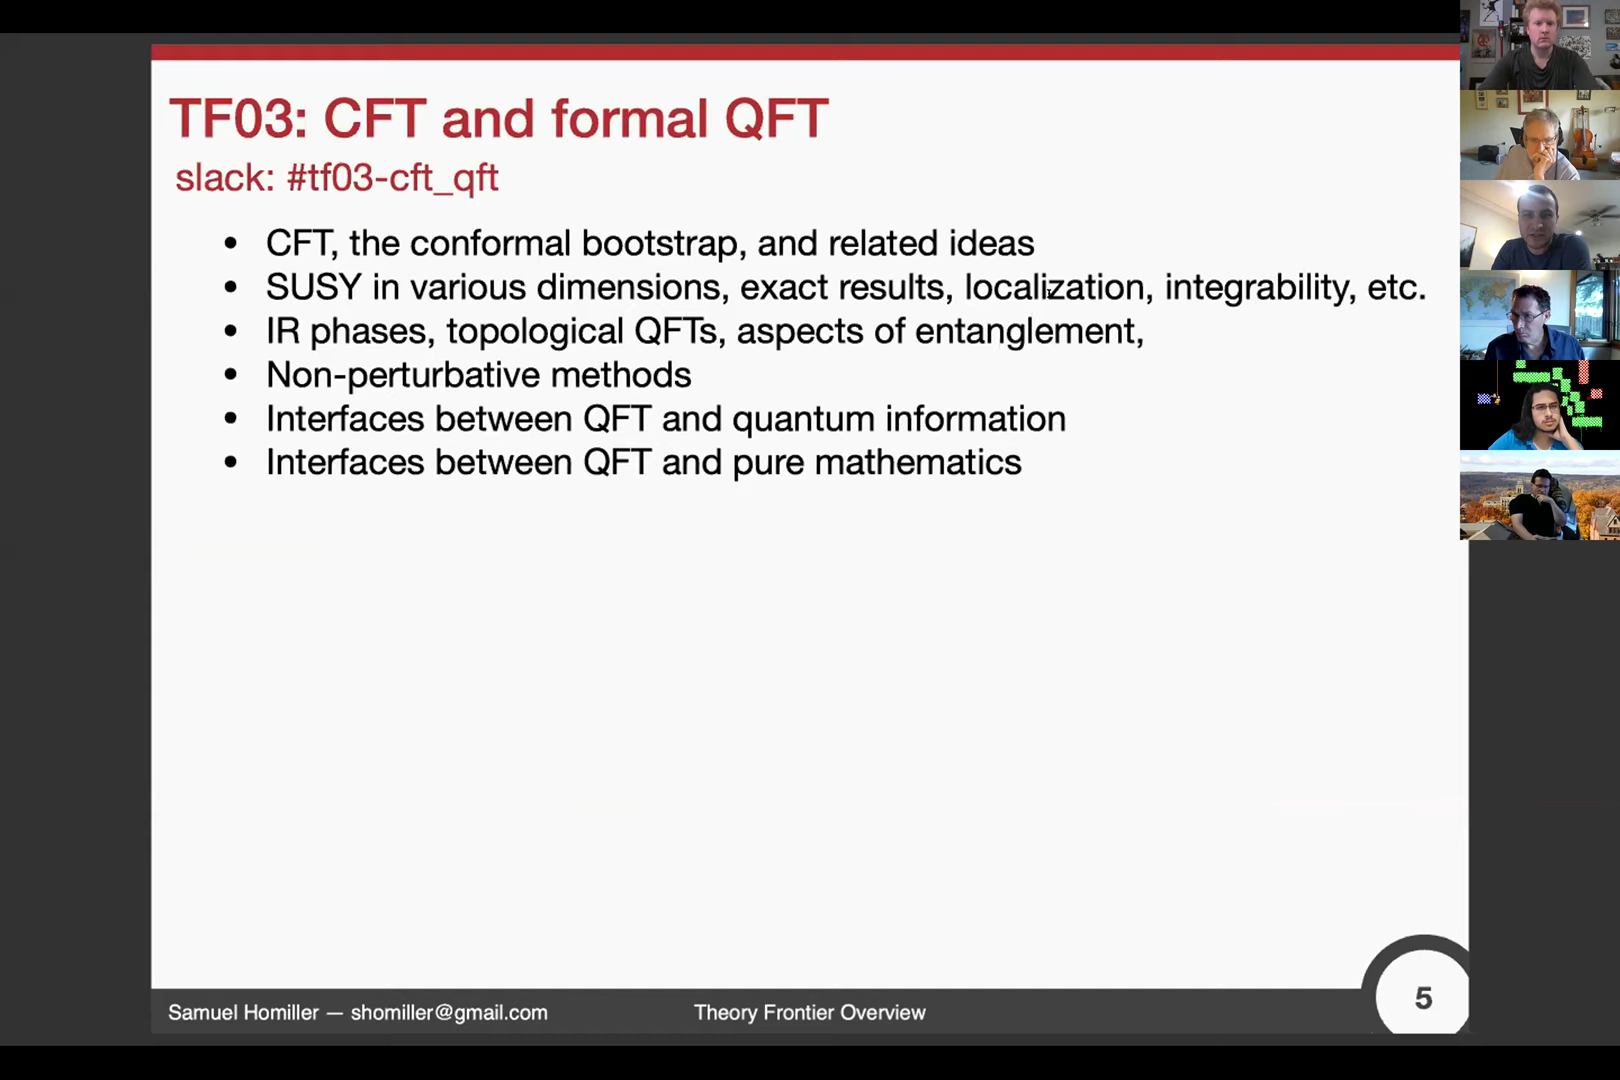 TF03: CFT and formal QFT
slack: #tf03-cft_qft
• CFT, the conformal bootstrap, and related ideas
• SUSY in various dimensions, exact results, localization, integrability, etc.
• IR phases, topological QFTs, aspects of entanglement,
• Non-perturbative methods
• Interfaces between QFT and quantum information
• Interfaces between QFT and pure mathematics
Samuel Homiller — shomiller@gmail.com
Theory Frontier Overview
5